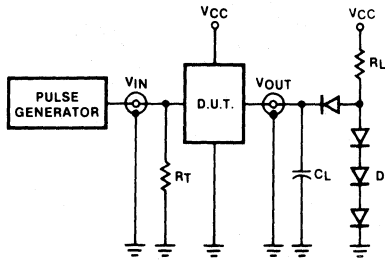 VCC
VCC
RL
VIN
VOUT
PULSE
GENERATOR
D.U.T.
RT
CL
D